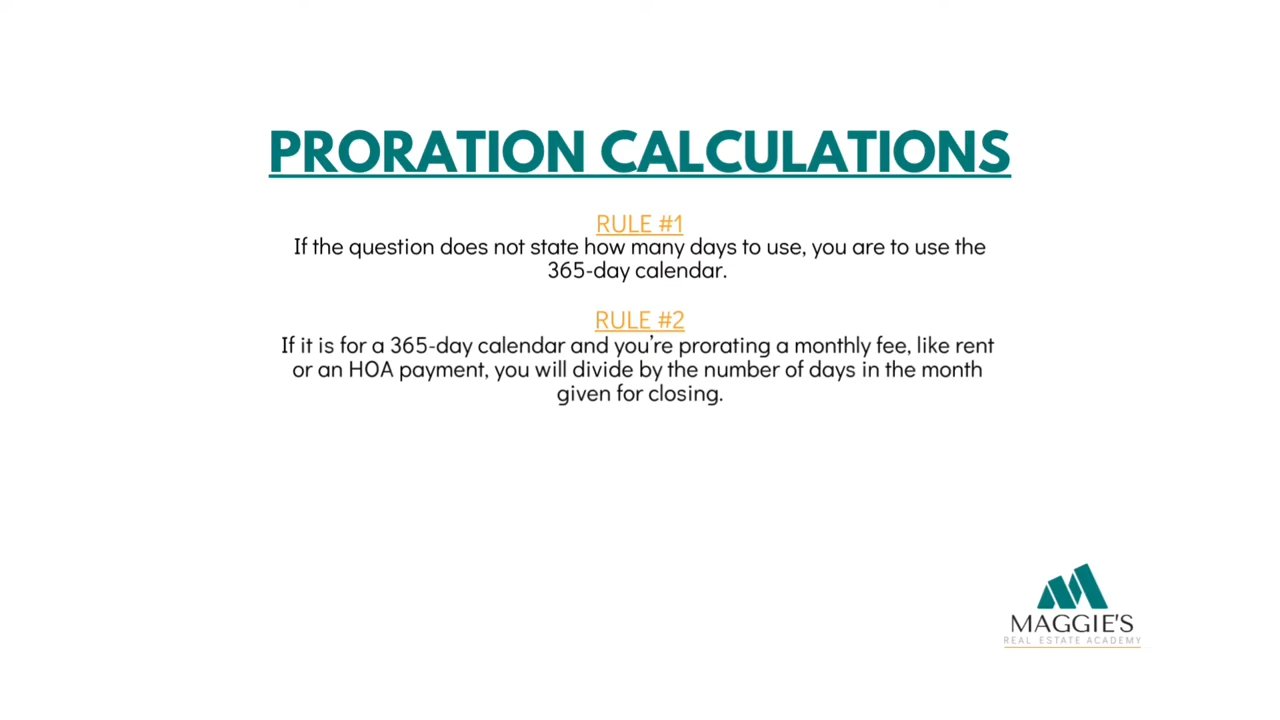 PRORATION CALCULATIONS
RULE #1
If the question does not state how many days to use, you are to use the
365-day calendar.
RULE #2
If it is for a 365-day calendar and you're prorating a monthly fee, like rent
or an HOA payment, you will divide by the number of days in the month
given for closing.
MAGGIE'S
REAL ESTATE ACADEMY